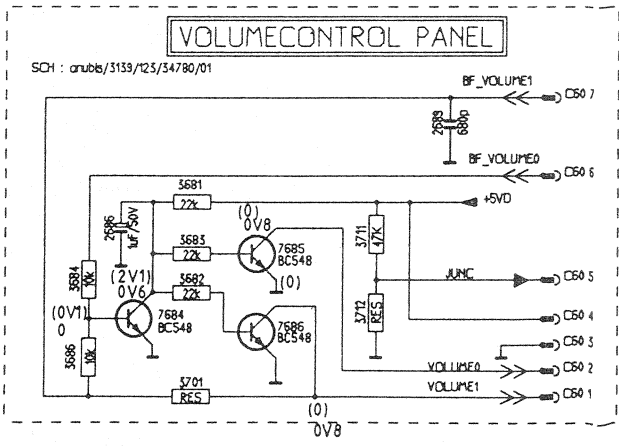 VOLUMECONTROL PANEL
SCH : anubis/3139/123/34780/01
BF_VOLUME1
C60 7
2689
680p
BF_VOLUME0
C60 6
3681
22k
+5VD
2686
1uF/50V
(0)
0V8
3711
47K
3683
22k
7685
BC548
3684
10k
(2V1)
0V6
3682
22k
(0)
JUNC
C60 5
(0V1)
0
7684
BC548
7686
BC548
3712
RES
C60 4
C60 3
3686
10k
VOLUME0
C60 2
3701
RES
VOLUME1
C60 1
(0)
0V8